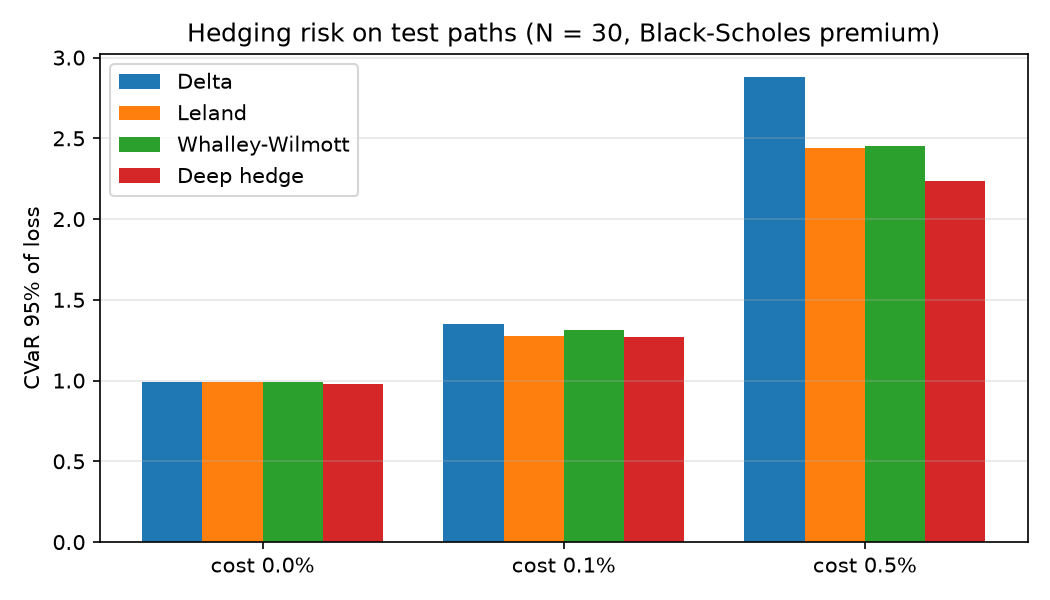 Hedging risk on test paths (N = 30, Black-Scholes premium)
CVaR 95% of loss
3.0
2.5
2.0
1.5
1.0
0.5
0.0
Delta
Leland
Whalley-Wilmott
Deep hedge
cost 0.0%
cost 0.1%
cost 0.5%